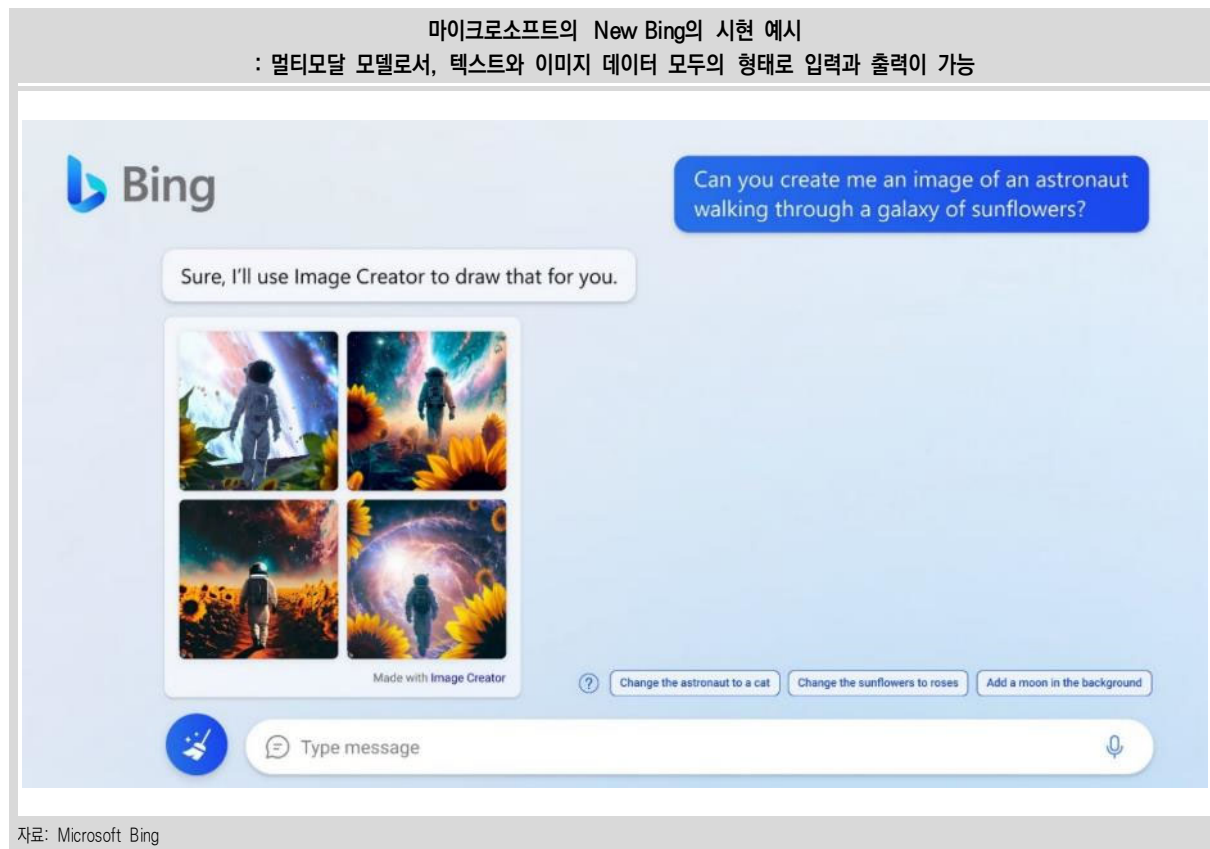 마이크로소프트의 New Bing의 시현 예시
: 멀티모달 모델로서, 텍스트와 이미지 데이터 모두의 형태로 입력과 출력이 가능
Bing
Can you create me an image of an astronaut
walking through a galaxy of sunflowers?
Sure, I'll use Image Creator to draw that for you.
Made with Image Creator
? Change the astronaut to a cat Change the sunflowers to roses Add a moon in the background
Type message
자료: Microsoft Bing